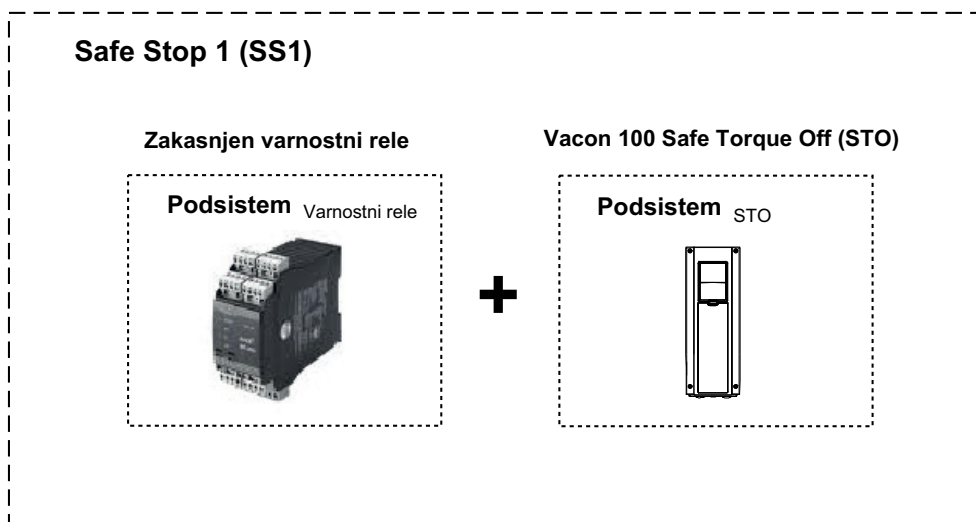 Safe Stop 1 (SS1)
Zakasnjen varnostni rele
Vacon 100 Safe Torque Off (STO)
Podsistem Varnostni rele
Podsistem STO
+